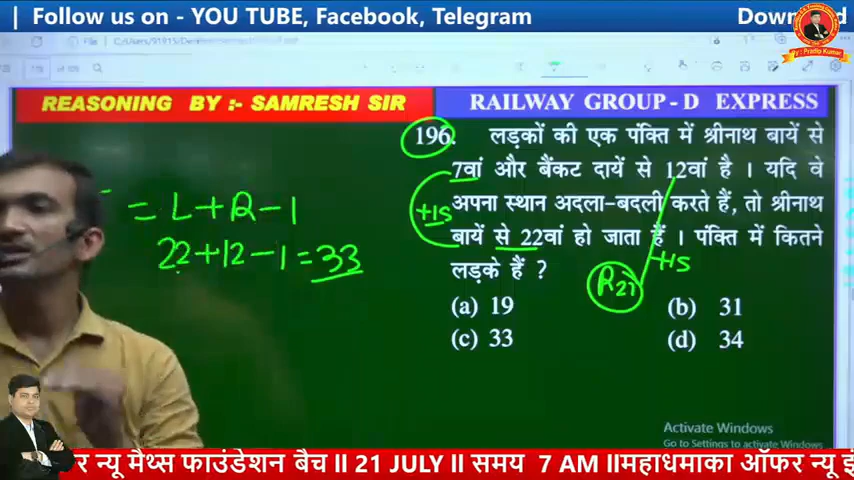 | Follow us on - YOU TUBE, Facebook, Telegram
REASONING BY :- SAMRESH SIR
RAILWAY GROUP - D EXPRESS
196. लड़कों की एक पंक्ति में श्रीनाथ बायें से
7वां और बैंकट दायें से 12वां है । यदि वे
अपना स्थान अदला-बदली करते हैं, तो श्रीनाथ
बायें से 22वां हो जाता हैं । पंक्ति में कितने
लड़के हैं ?
(a) 19
(b) 31
(c) 33
(d) 34
+15
+15
R27
= L + R - 1
22 + 12 - 1 = 33
Activate Windows
Go to Settings to activate Windows
न्यू मैथ्स फाउंडेशन बैच II 21 JULY II समय 7 AM IIमहाधमाका ऑफर न्यू